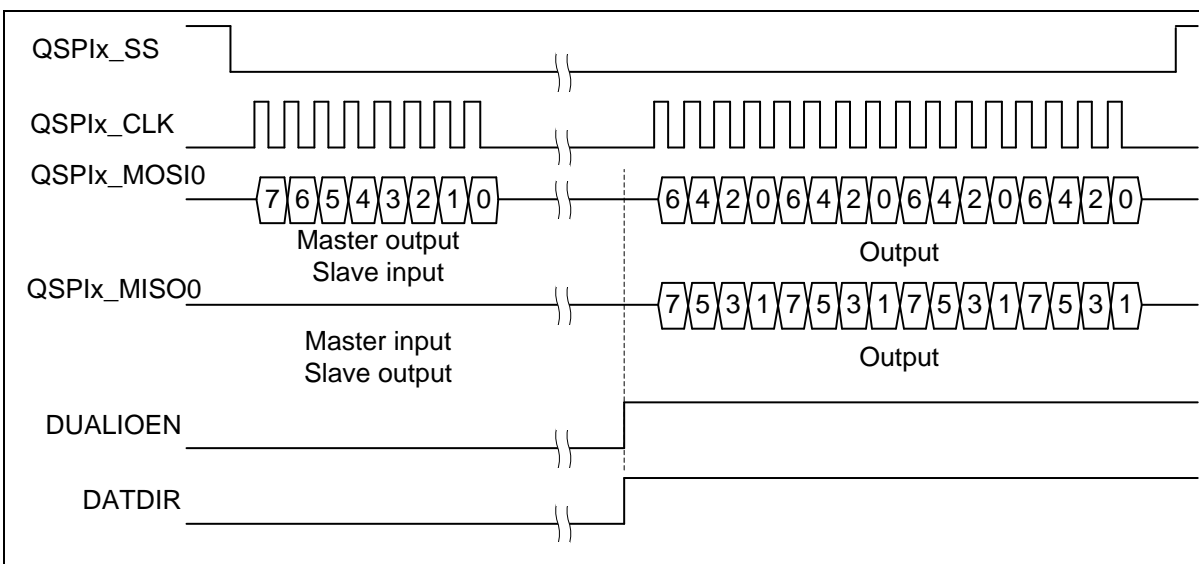 QSPIx_SS
QSPIx_CLK
QSPIx_MOSI0
7 6 5 4 3 2 1 0 6 4 2 0 6 4 2 0 6 4 2 0 6 4 2 0
Master output
Slave input
Output
QSPIx_MISO0
7 5 3 1 7 5 3 1 7 5 3 1 7 5 3 1
Master input
Slave output
Output
DUALIOEN
DATDIR